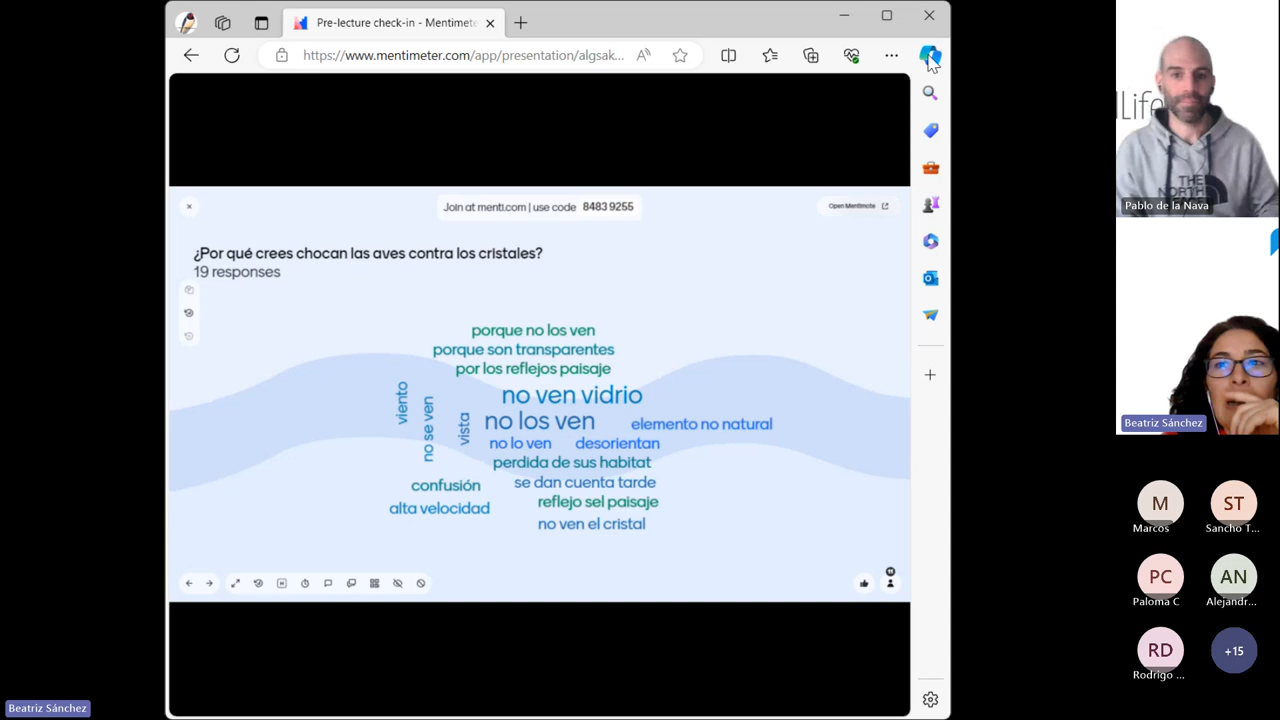 Pre-lecture check-in - Mentimete
https://www.mentimeter.com/app/presentation/algsak...
Join at menti.com | use code 8483 9255
Open Mentimote
¿Por qué crees chocan las aves contra los cristales?
19 responses
porque no los ven
porque son transparentes
por los reflejos paisaje
no ven vidrio
viento
no se ven
vista
no los ven
elemento no natural
no lo ven
desorientan
perdida de sus habitat
se dan cuenta tarde
confusión
reflejo sel paisaje
alta velocidad
no ven el cristal
Life
THE
NORTH
Pablo de la Nava
Beatriz Sánchez
M
Marcos
ST
Sancho T...
PC
Paloma C
AN
Alejandr...
RD
Rodrigo ...
+15
Beatriz Sánchez